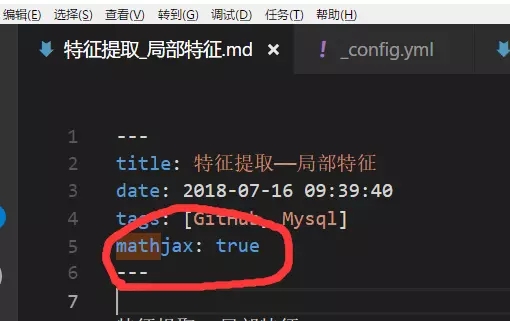 编辑(E) 选择(S) 查看(V) 转到(G) 调试(D) 任务(T) 帮助(H)
特征提取_局部特征.md × ! _config.yml
1 ---
2 title: 特征提取——局部特征
3 date: 2018-07-16 09:39:40
4 tags: [GitHub, Mysql]
5 mathjax: true
6 ---
7